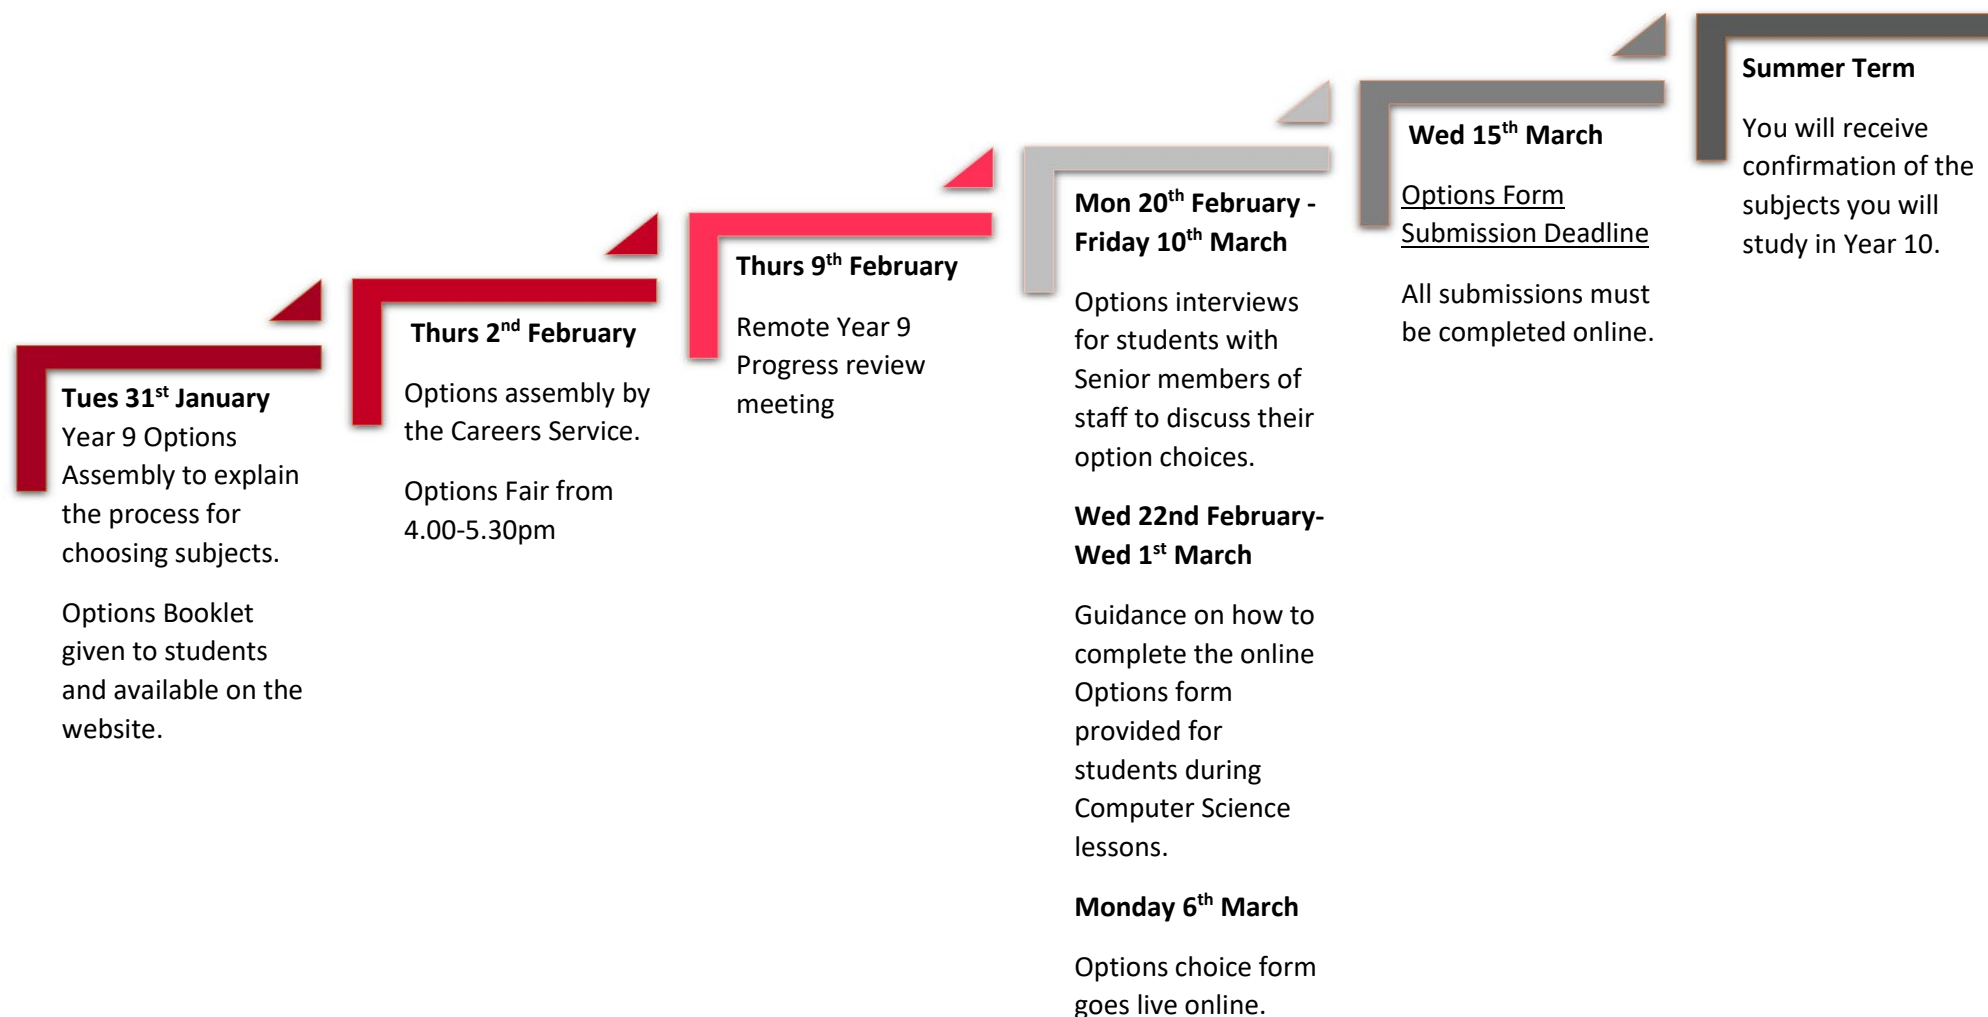 Tues 31st January
Year 9 Options
Assembly to explain
the process for
choosing subjects.
Options Booklet
given to students
and available on the
website.
Thurs 2nd February
Options assembly by
the Careers Service.
Options Fair from
4.00-5.30pm
Thurs 9th February
Remote Year 9
Progress review
meeting
Mon 20th February -
Friday 10th March
Options interviews
for students with
Senior members of
staff to discuss their
option choices.
Wed 22nd February-
Wed 1st March
Guidance on how to
complete the online
Options form
provided for
students during
Computer Science
lessons.
Monday 6th March
Options choice form
goes live online.
Wed 15th March
Options Form
Submission Deadline
All submissions must
be completed online.
Summer Term
You will receive
confirmation of the
subjects you will
study in Year 10.